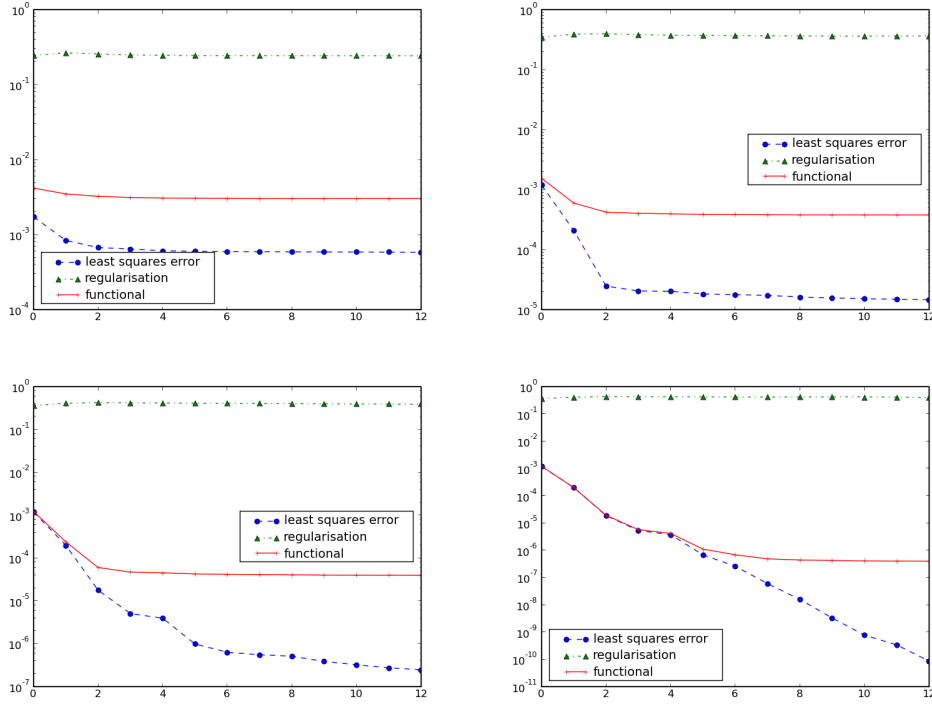 10^0
10^-1
10^-2
10^-3
10^-4
least squares error
regularisation
functional
0 2 4 6 8 10 12
10^0
10^-1
10^-2
10^-3
10^-4
10^-5
least squares error
regularisation
functional
0 2 4 6 8 10 12
10^0
10^-1
10^-2
10^-3
10^-4
10^-5
10^-6
10^-7
least squares error
regularisation
functional
0 2 4 6 8 10 12
10^0
10^-1
10^-2
10^-3
10^-4
10^-5
10^-6
10^-7
10^-8
10^-9
10^-10
10^-11
least squares error
regularisation
functional
0 2 4 6 8 10 12